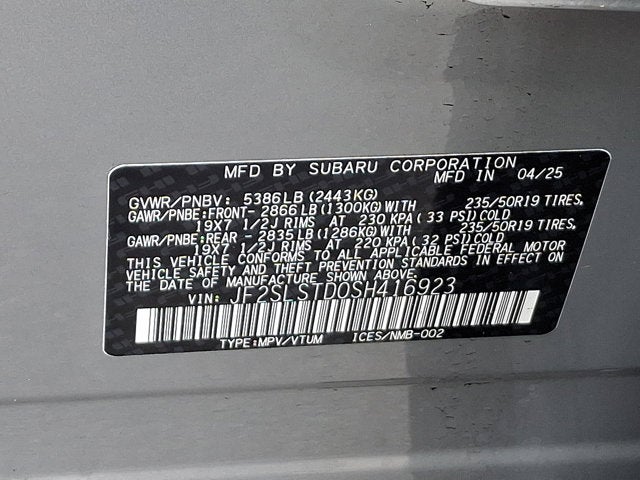 MFD BY SUBARU CORPORATION
MFD IN 04/25
GVWR/PNBV: 5386LB(2443KG)
GAWR/PNBE:FRONT- 2866LB(1300KG)WITH 235/50R19 TIRES,
19X7 1/2J RIMS AT 230 KPA(33 PSI)COLD
GAWR/PNBE:REAR - 2835LB(1286KG)WITH 235/50R19 TIRES,
19X7 1/2J RIMS AT 220 KPA(32 PSI)COLD
THIS VEHICLE CONFORMS TO ALL APPLICABLE FEDERAL MOTOR
VEHICLE SAFETY AND THEFT PREVENTION STANDARDS IN EFFECT ON
THE DATE OF MANUFACTURE SHOWN ABOVE.
VIN: JF2SLSTD0SH416923
TYPE:MPV/VTUM ICES/NMB-002